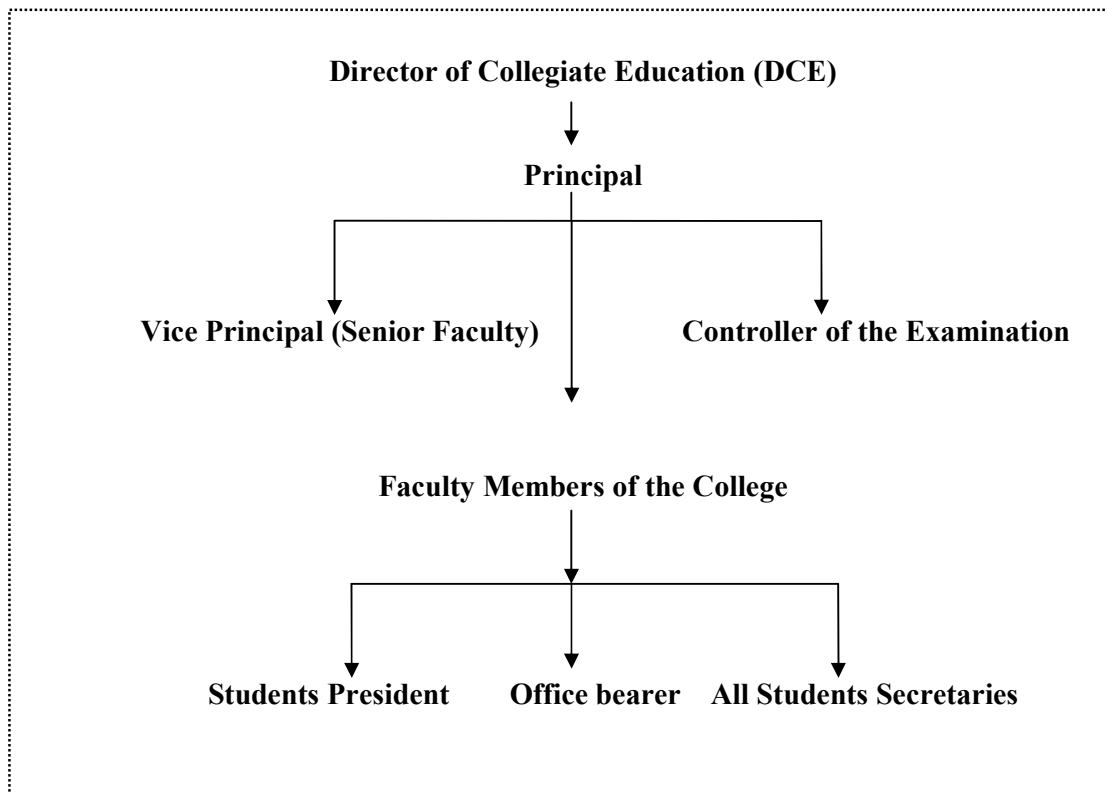 Director of Collegiate Education (DCE)
Principal
Vice Principal (Senior Faculty)
Controller of the Examination
Faculty Members of the College
Students President
Office bearer
All Students Secretaries